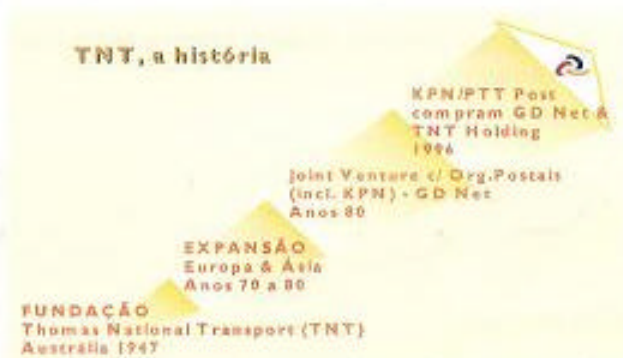 TNT, a história
KPN/PTT Post
compram GD Net &
TNT Holding
1996
Joint Venture c/ Org.Postais
(incl. KPN) - GD Net
Anos 80
EXPANSÃO
Europa & Ásia
Anos 70 a 80
FUNDAÇÃO
Thomas National Transport (TNT)
Austrália 1947